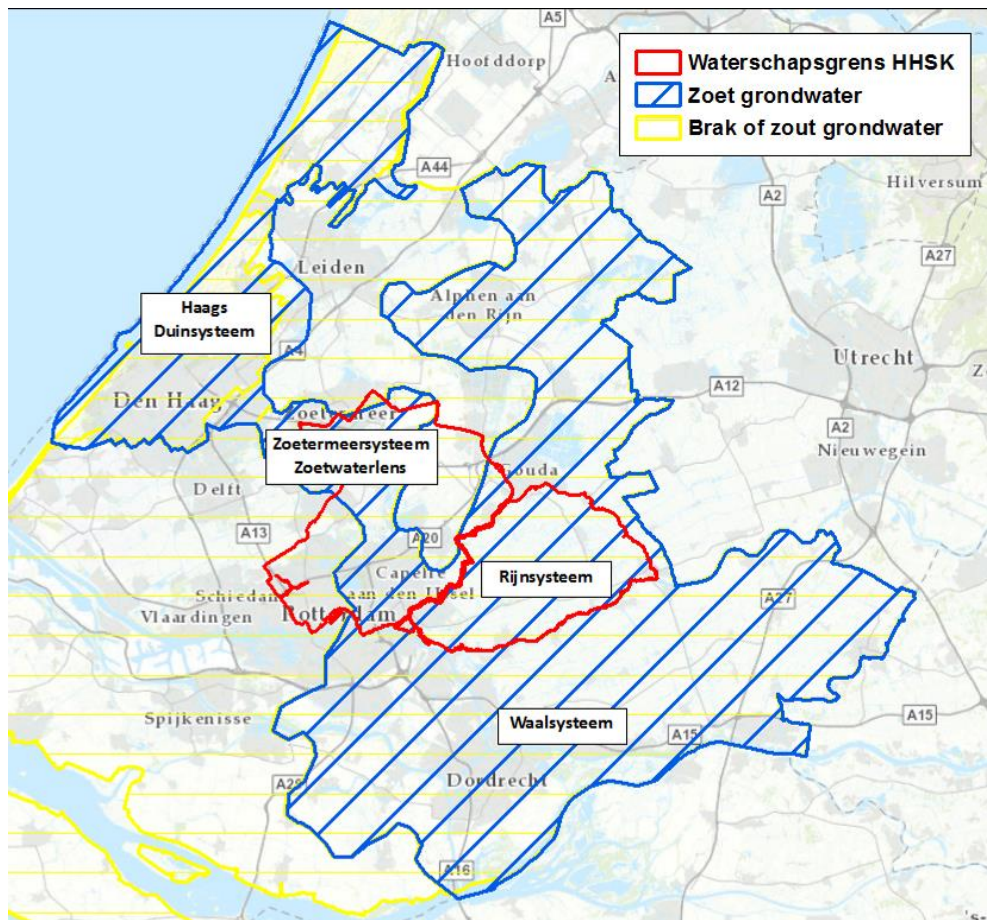 A5
Hoofddorp
A
Waterschapsgrens HHSK
Zoet grondwater
Brak of zout grondwater
A44
A2
Hilversum
A27
Leiden
Alphen aan
den Rijn
Haags
Duinsysteem
A4
Utrecht
Den Haag
A12
Zoetermeer
A2
Nieuwegein
Zoetermeersysteem
Zoetwaterlens
Gouda
Delft
A13
A20
Capelle
aan den IJssel
Rijnsysteem
Schiedam
Rotterdam
Vlaardingen
A27
Spijkenisse
Waalsysteem
A15
A15
Dordrecht
A29
A16